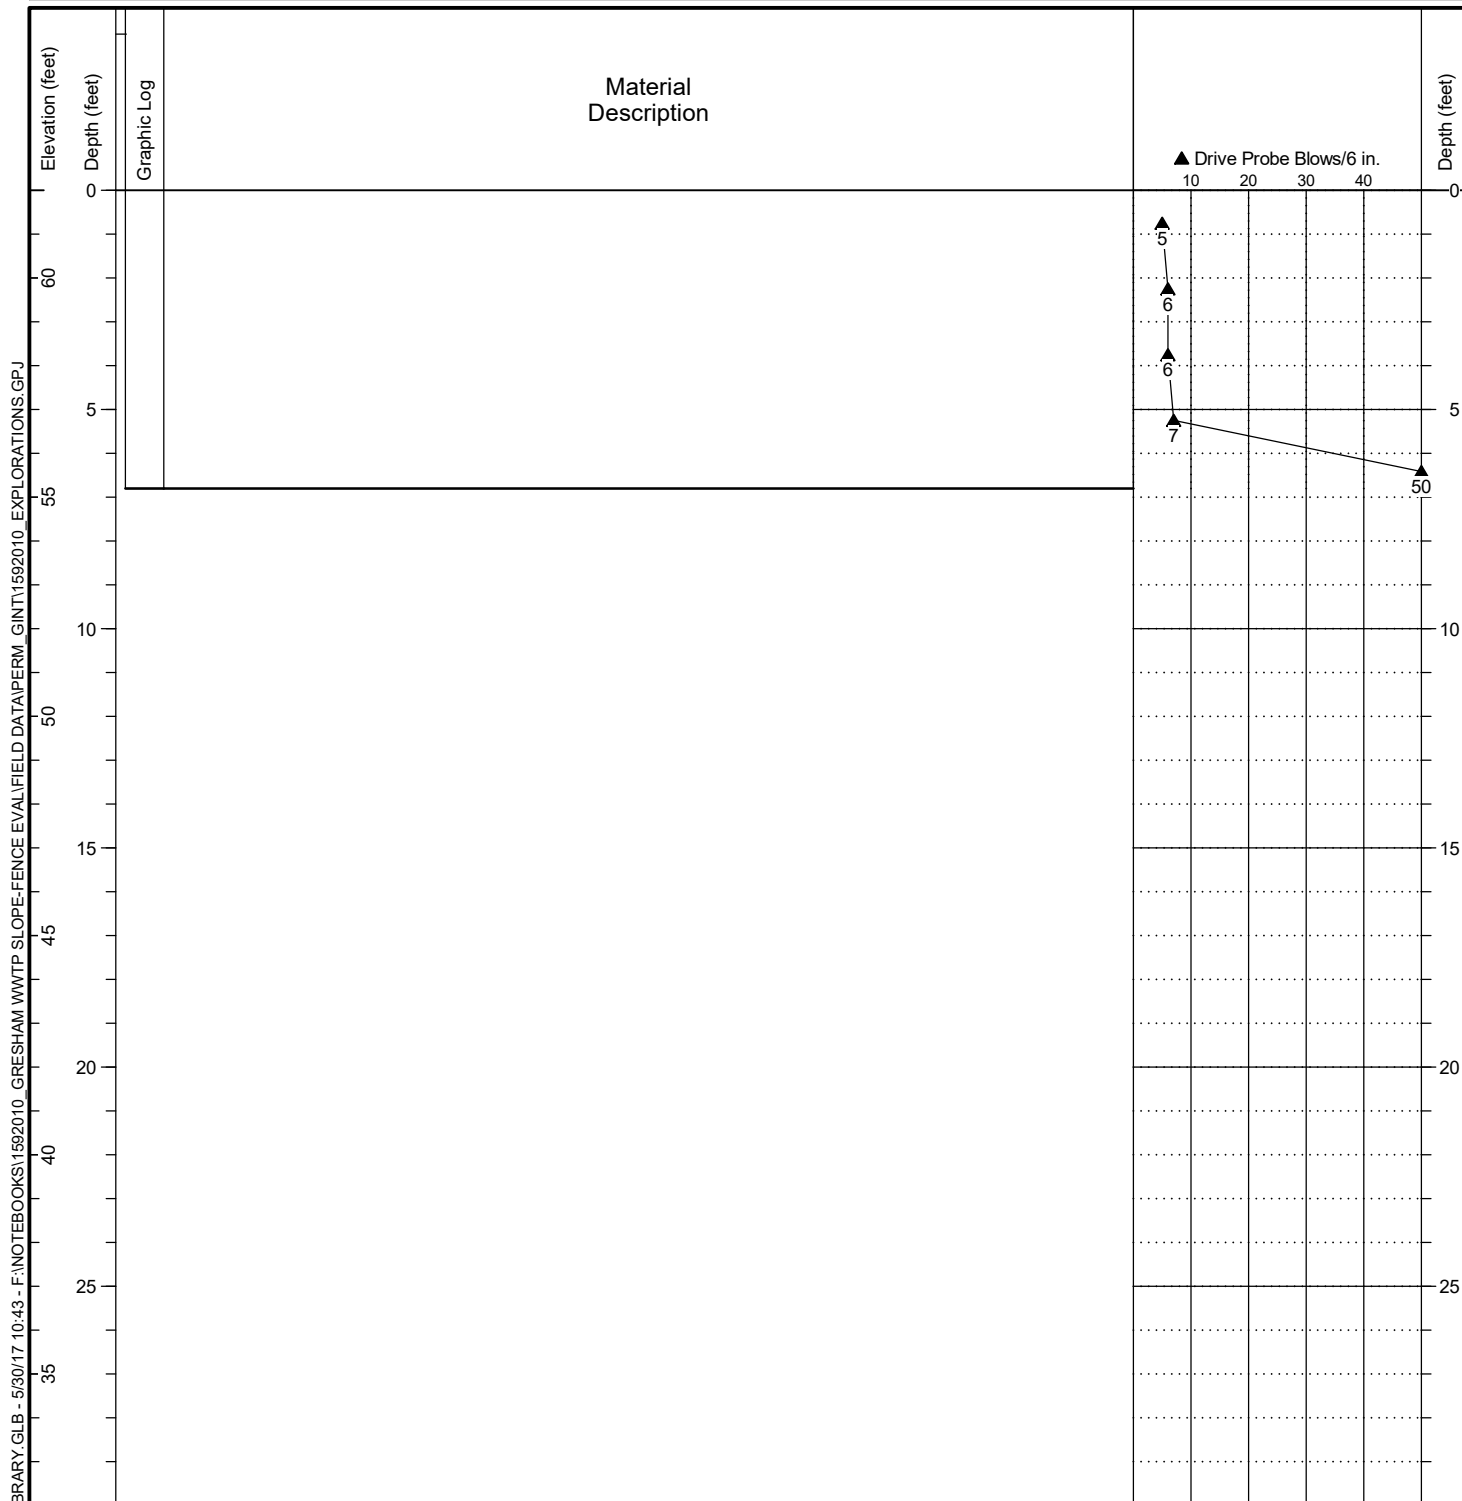 Elevation (feet)
Depth (feet)
Graphic Log
Material
Description
▲ Drive Probe Blows/6 in.
10 20 30 40
Depth (feet)
0
0
5
60
6
6
5
5
7
50
55
10
10
50
15
15
45
20
20
40
25
25
35
BRARY.GLB - 5/30/17 10:43 - F:\NOTEBOOKS\1592010_GRESHAM WWTP SLOPE-FENCE EVAL\FIELD DATA\PERM_GINT\1592010_EXPLORATIONS.GPJ